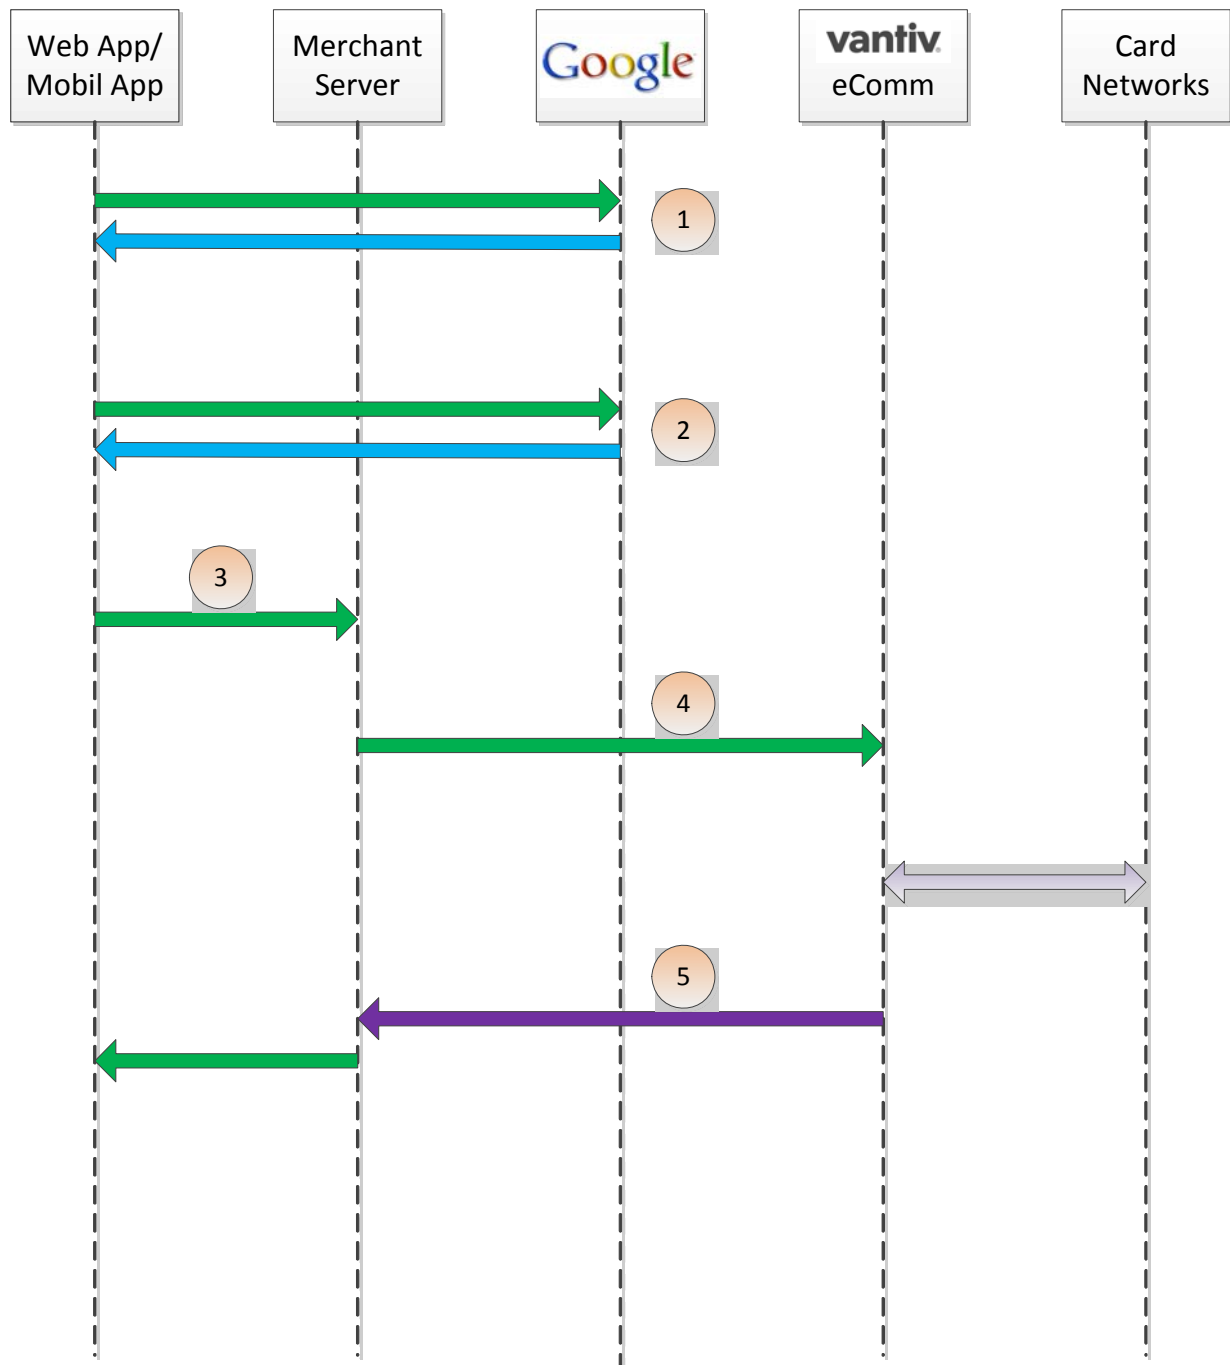 Web App/
Mobil App
Merchant
Server
Google
vantiv
eComm
Card
Networks
1
2
3
4
5